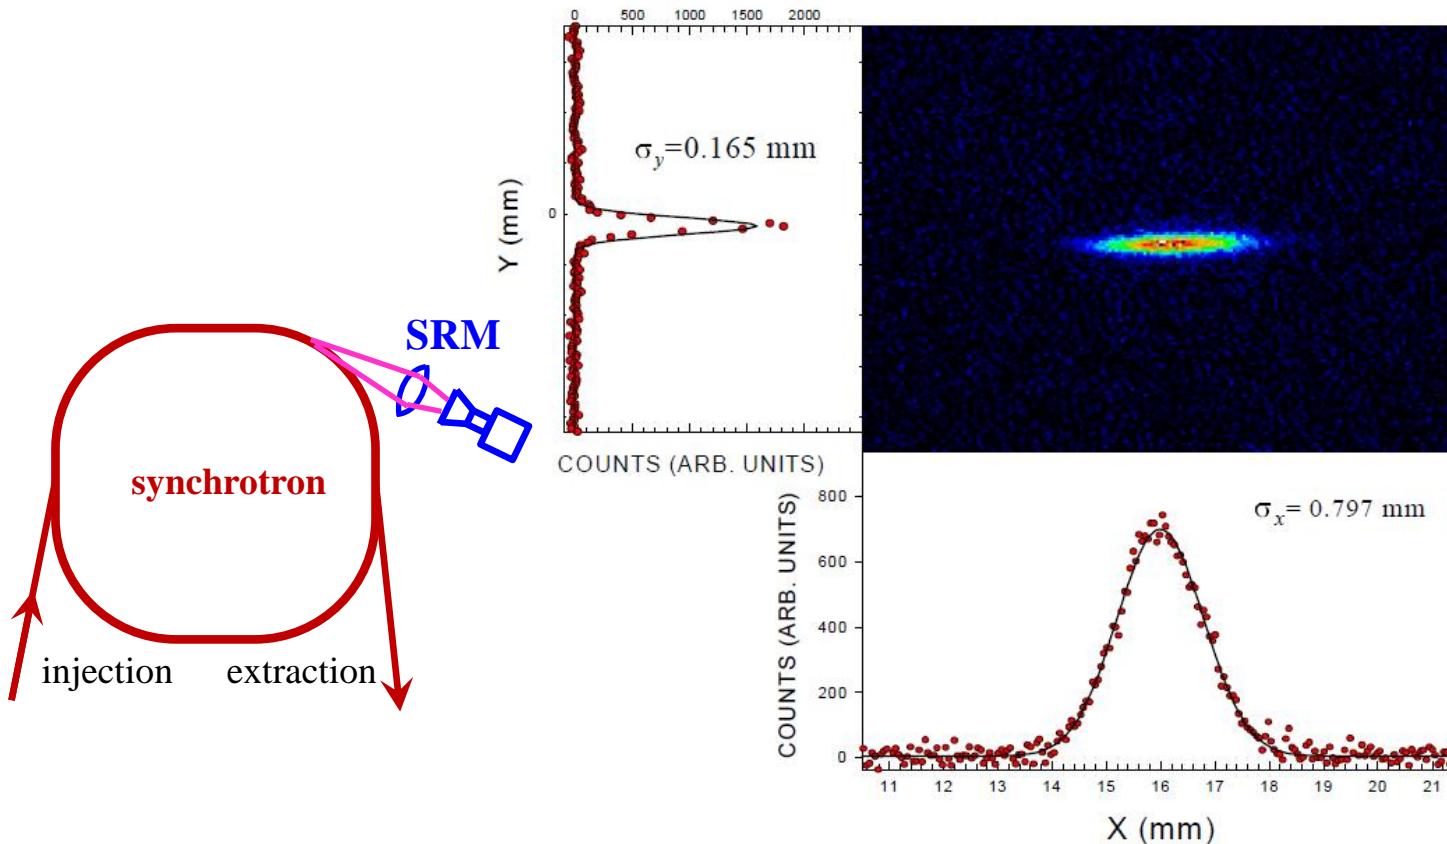 0 500 1000 1500 2000
σy=0.165 mm
Y (mm)
0
COUNTS (ARB. UNITS)
SRM
synchrotron
injection extraction
σx= 0.797 mm
COUNTS (ARB. UNITS)
800
600
400
200
0
11 12 13 14 15 16 17 18 19 20 21
X (mm)